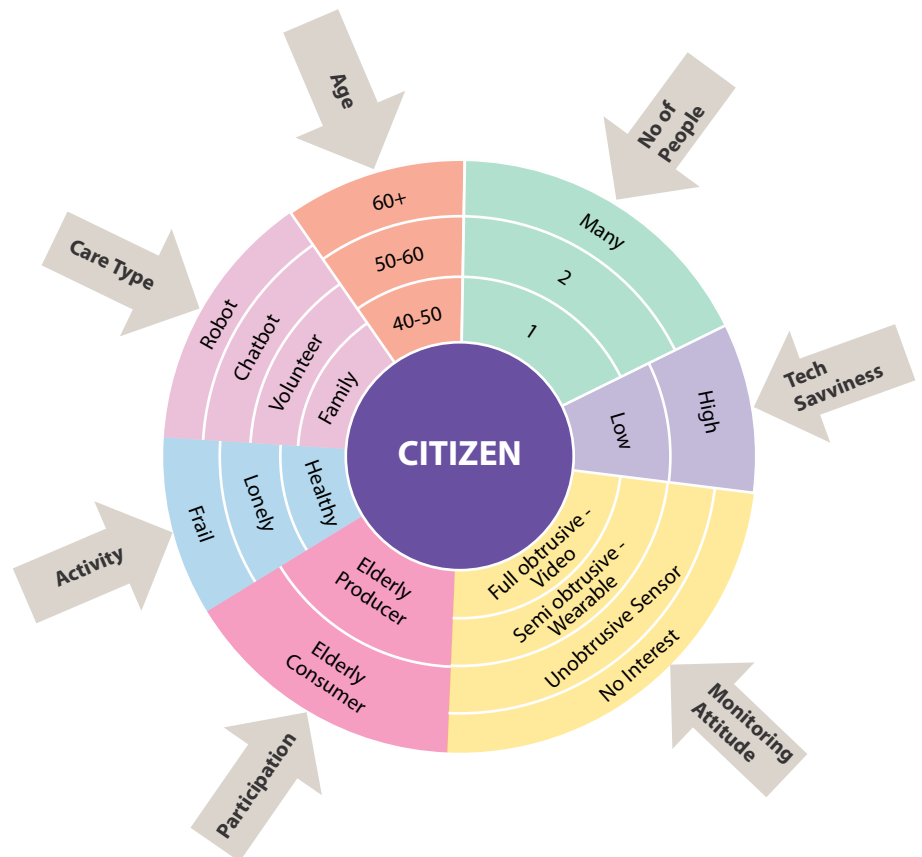 Age
No of
People
60+
Many
50-60
2
Care Type
40-50
1
Robot
Chatbot
Volunteer
Family
Tech
Savviness
High
Low
CITIZEN
Healthy
Lonely
Frail
Activity
Full obtrusive -
Video
Semi obtrusive -
Wearable
Unobtrusive Sensor
No Interest
Elderly
Producer
Elderly
Consumer
Monitoring
Attitude
Participation